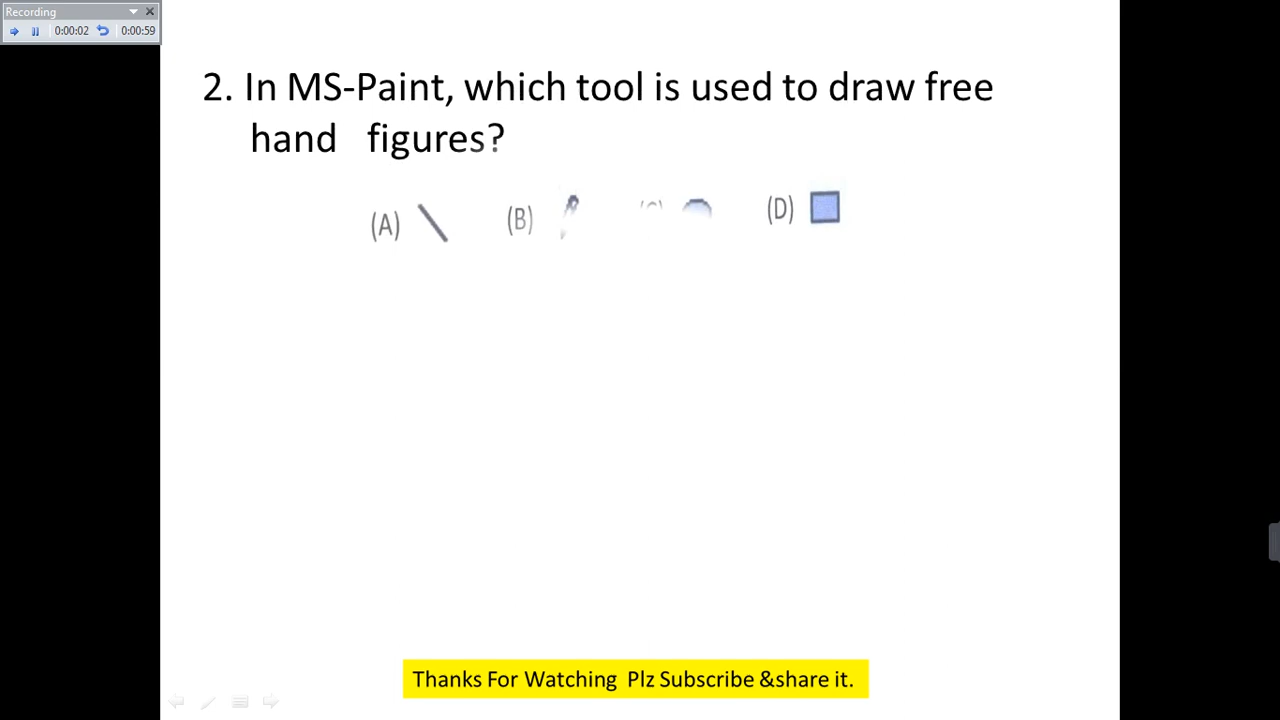 Recording
0:00:02 0:00:59
2. In MS-Paint, which tool is used to draw free
hand figures?
(A) (B) (D)
Thanks For Watching Plz Subscribe &share it.